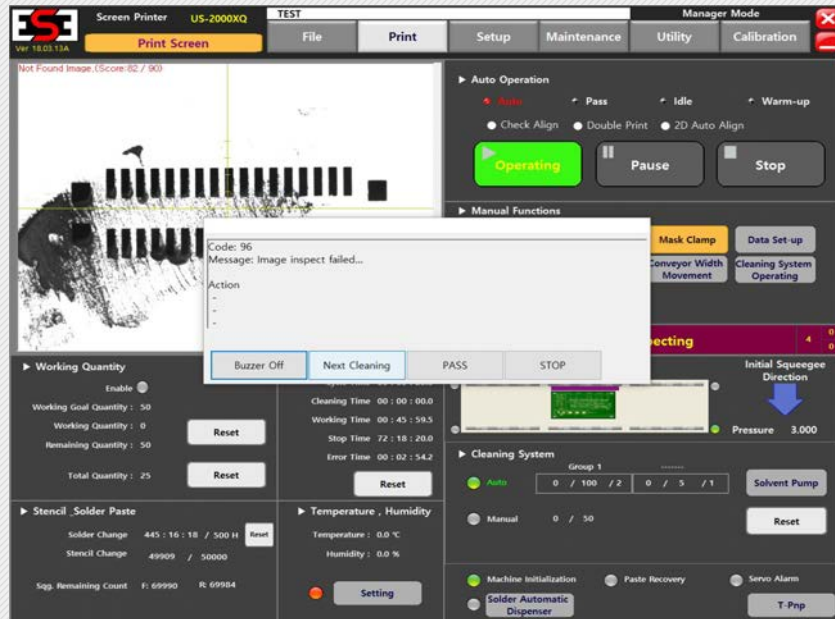 ESE
Ver 18.03.13A
Screen Printer US-2000XQ
Print Screen
TEST
Manager Mode
File
Print
Setup
Maintenance
Utility
Calibration
Not Found Image,(Score:82 / 90)
▶ Auto Operation
Auto
Pass
Idle
Warm-up
Check Align
Double Print
2D Auto Align
Operating
Pause
Stop
▶ Manual Functions
Mask Clamp
Data Set-up
Conveyor Width
Movement
Cleaning System
Operating
Code: 96
Message: Image inspect failed...
Action
-
-
-
Buzzer Off
Next Cleaning
PASS
STOP
pecting
4
0
0
▶ Working Quantity
Enable
Working Goal Quantity : 50
Working Quantity : 0
Remaining Quantity : 50
Reset
Total Quantity : 25
Reset
Cleaning Time 00 : 00 : 00.0
Working Time 00 : 45 : 59.5
Stop Time 72 : 18 : 20.0
Error Time 00 : 02 : 54.2
Reset
Initial Squeegee
Direction
Pressure 3.000
▶ Cleaning System
Group 1
-------
Auto
0 / 100 / 2
0 / 5 / 1
Solvent Pump
Manual
0 / 50
Reset
▶ Stencil ,Solder Paste
Solder Change 445 : 16 : 18 / 500 H Reset
Stencil Change 49909 / 50000
Sqg. Remaining Count F: 69990 R: 69984
▶ Temperature , Humidity
Temperature : 0.0 ℃
Humidity : 0.0 %
Setting
Machine Initialization
Paste Recovery
Servo Alarm
Solder Automatic
Dispenser
T-Pnp